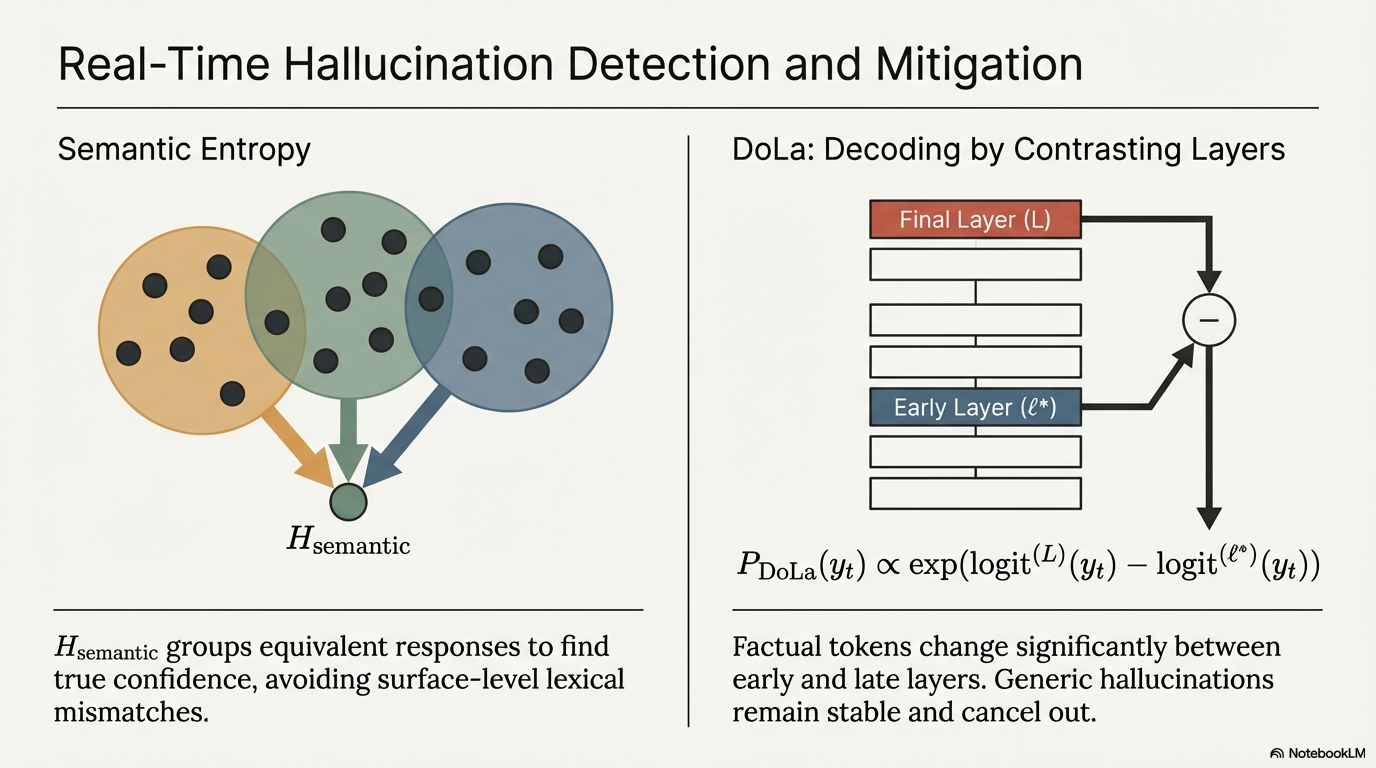 Real-Time Hallucination Detection and Mitigation
Semantic Entropy
H_semantic
H_semantic groups equivalent responses to find
true confidence, avoiding surface-level lexical
mismatches.
DoLa: Decoding by Contrasting Layers
Final Layer (L)
−
Early Layer (ℓ*)
P_DoLa(y_t) ∝ exp(logit^(L)(y_t) − logit^(ℓ*)(y_t))
Factual tokens change significantly between
early and late layers. Generic hallucinations
remain stable and cancel out.
NotebookLM